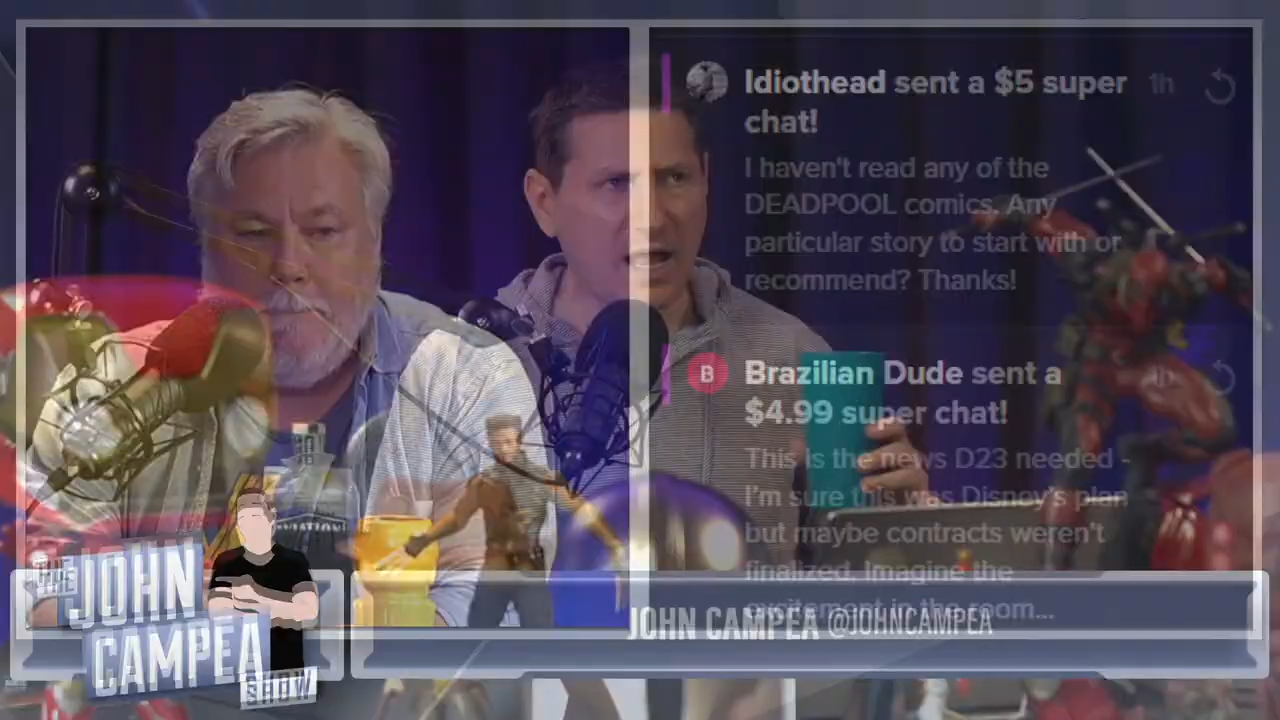 Idiothead sent a $5 super
1h
chat!
I haven't read any of the
DEADPOOL comics. Any
particular story to start with or
recommend? Thanks!
B
Brazilian Dude sent a
$4.99 super chat!
This is the news D23 needed -
I'm sure this was Disney's plan
but maybe contracts weren't
finalized. Imagine the
excitement in the room...
JOHN CAMPEA @JOHNCAMPEA
THE
JOHN
CAMPEA
SHOW